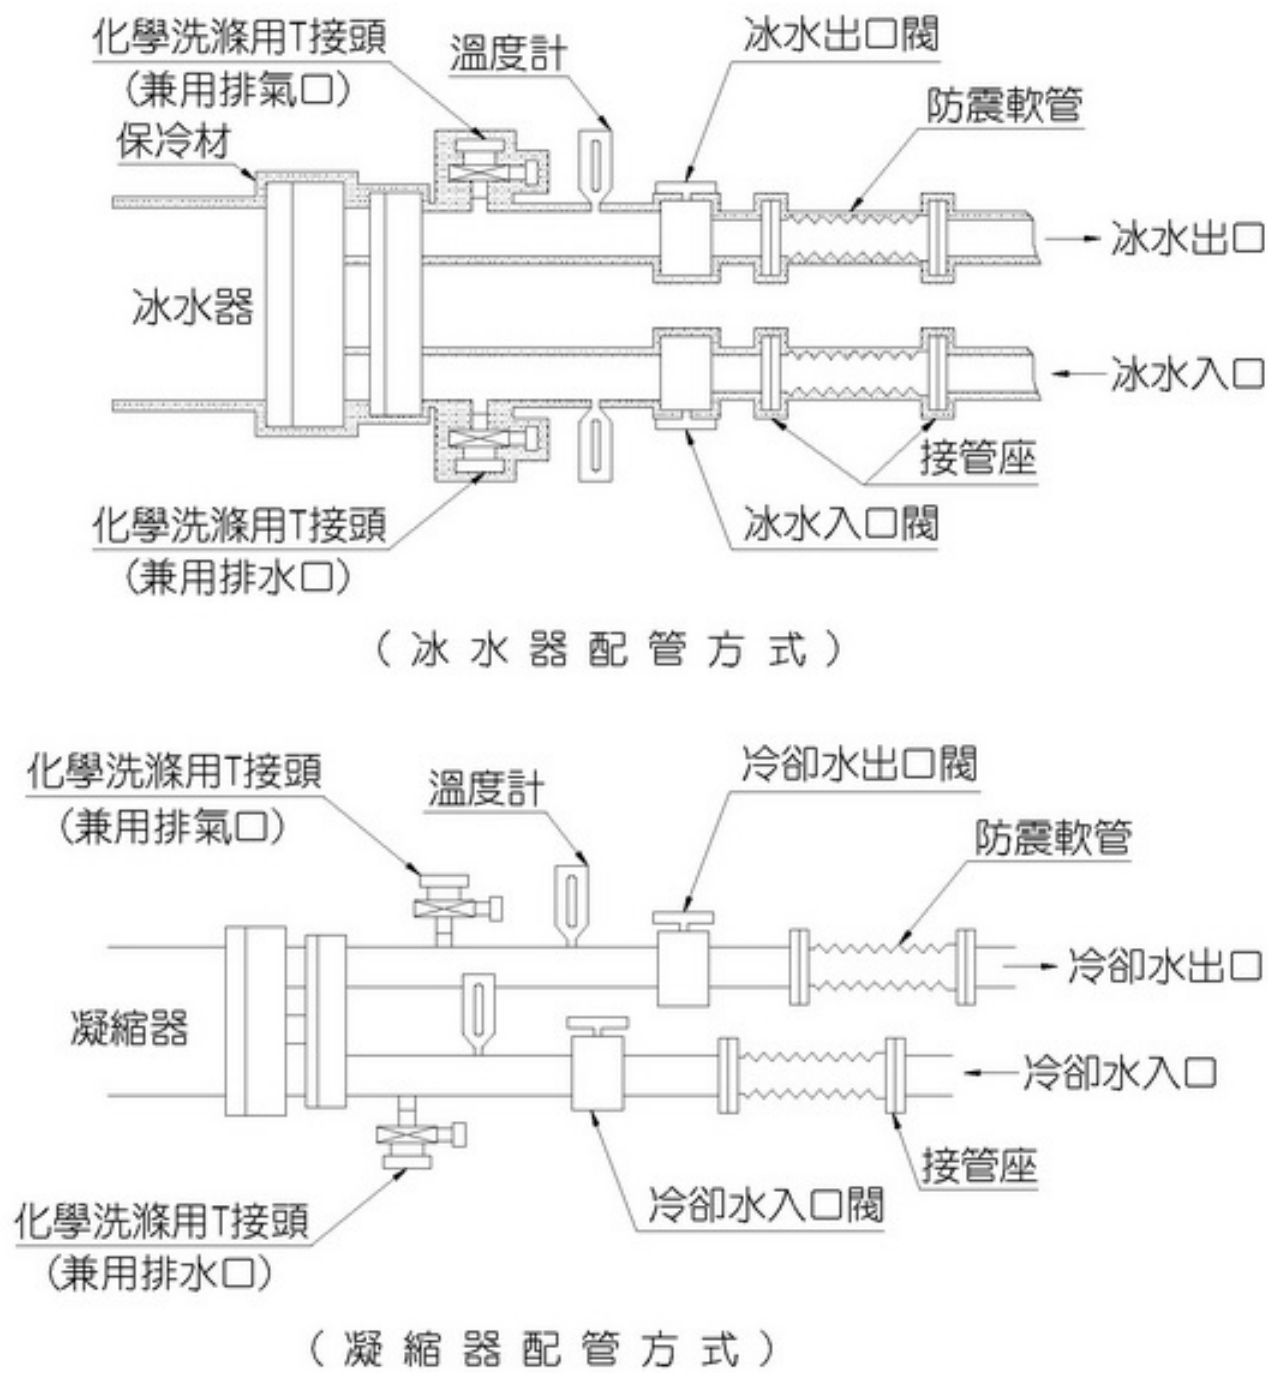 化學洗滌用T接頭
(兼用排氣口)
溫度計
冰水出口閥
防震軟管
保冷材
冰水出口
冰水器
冰水入口
接管座
化學洗滌用T接頭
(兼用排水口)
冰水入口閥
(冰水器配管方式)
化學洗滌用T接頭
(兼用排氣口)
溫度計
冷卻水出口閥
防震軟管
冷卻水出口
凝縮器
冷卻水入口
接管座
化學洗滌用T接頭
(兼用排水口)
冷卻水入口閥
(凝縮器配管方式)